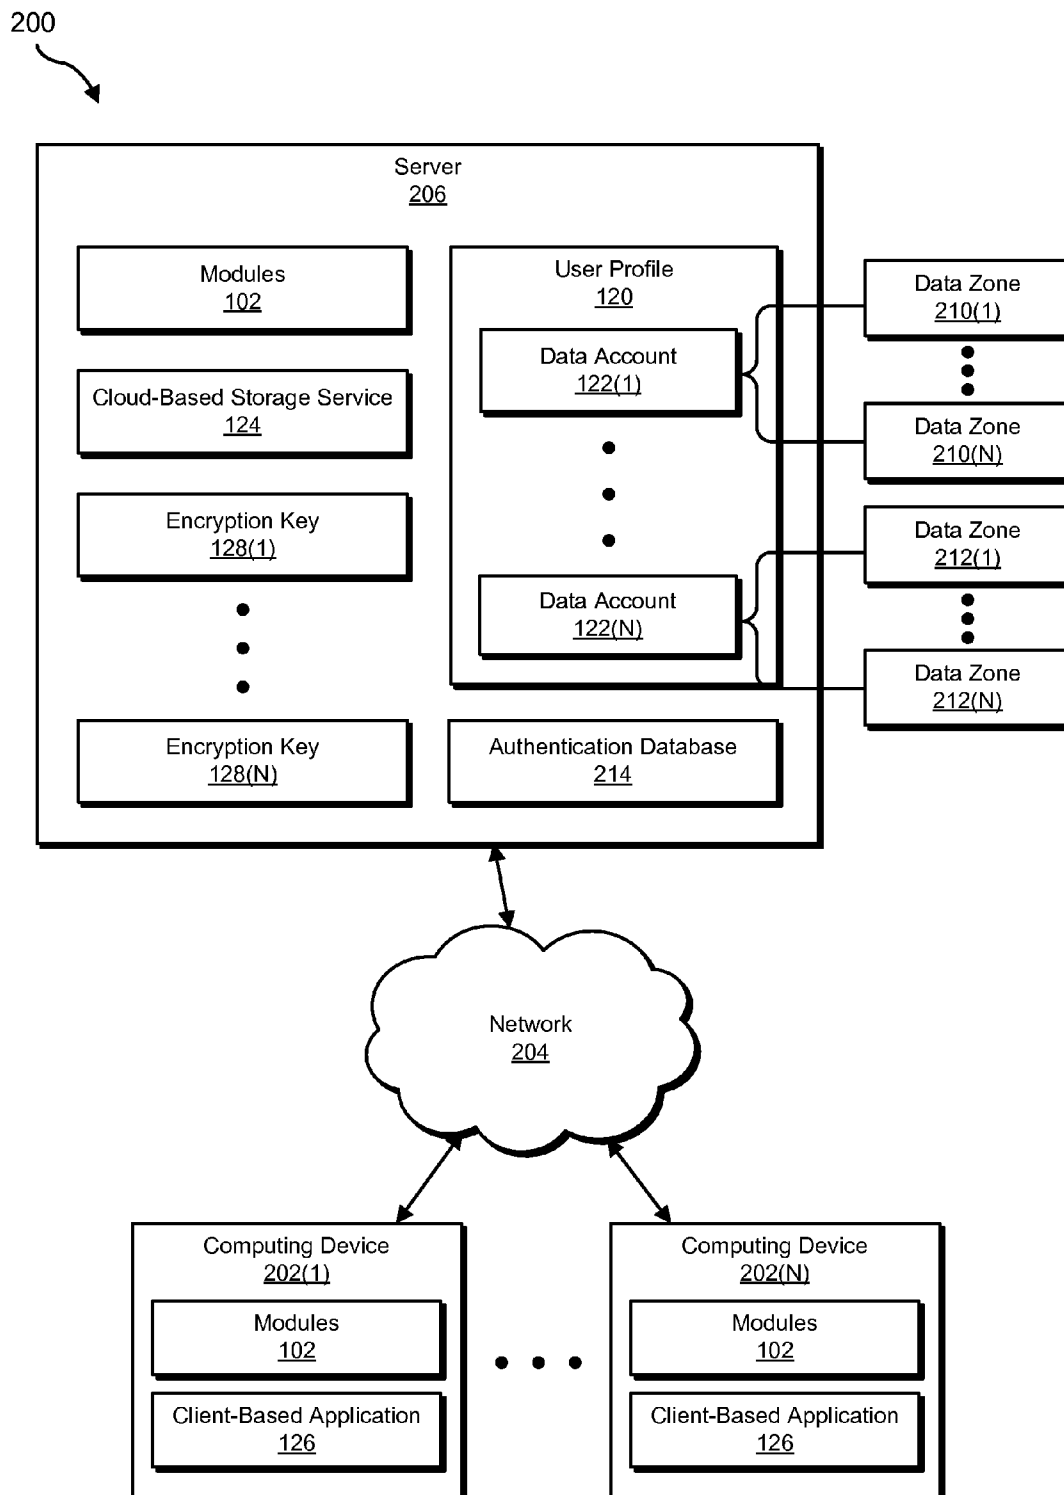 200
Server
206
Modules
102
Cloud-Based Storage Service
124
Encryption Key
128(1)
Encryption Key
128(N)
User Profile
120
Data Account
122(1)
Data Account
122(N)
Authentication Database
214
Data Zone
210(1)
Data Zone
210(N)
Data Zone
212(1)
Data Zone
212(N)
Network
204
Computing Device
202(1)
Modules
102
Client-Based Application
126
Computing Device
202(N)
Modules
102
Client-Based Application
126